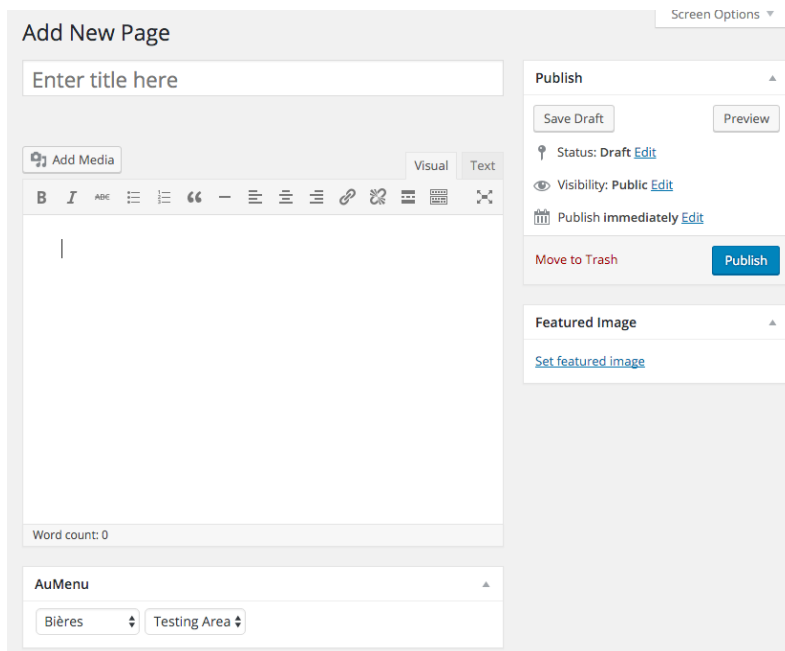 Screen Options
Add New Page
Enter title here
Add Media
Visual Text
B I ABC
Word count: 0
AuMenu
Bières Testing Area
Publish
Save Draft Preview
Status: Draft Edit
Visibility: Public Edit
Publish immediately Edit
Move to Trash Publish
Featured Image
Set featured image